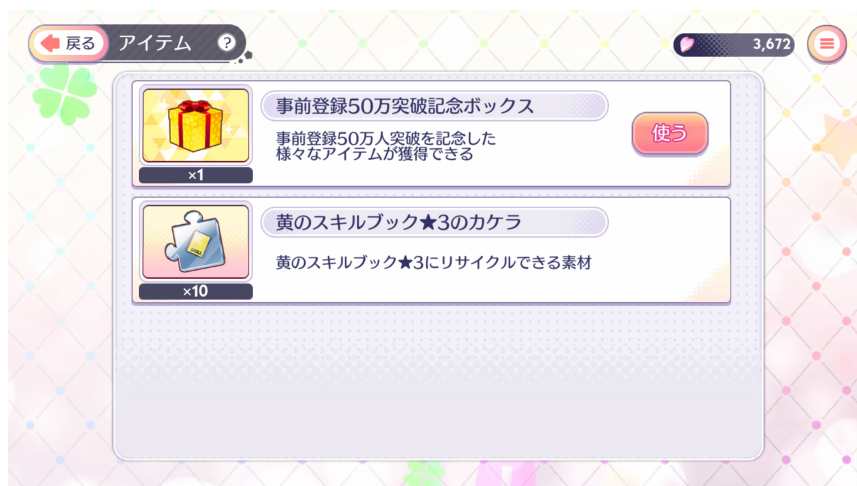 戻る
アイテム
?
3,672
事前登録50万突破記念ボックス
事前登録50万人突破を記念した
様々なアイテムが獲得できる
×1
使う
黄のスキルブック★3のカケラ
黄のスキルブック★3にリサイクルできる素材
×10